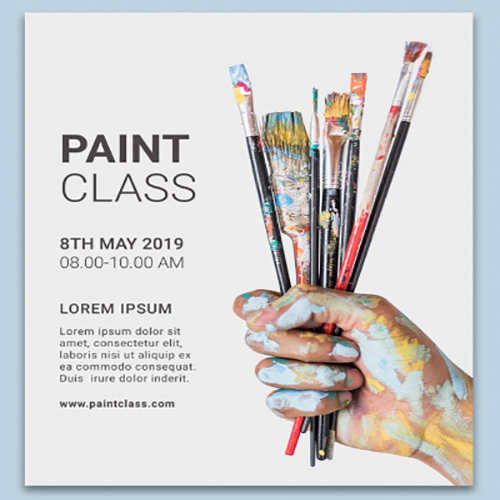 PAINT
CLASS
8TH MAY 2019
08.00-10.00 AM
LOREM IPSUM
Lorem ipsum dolor sit
amet, consectetur elit,
laboris nisi ut aliquip ex
ea commodo consequat.
Duis irure dolor inderit.
www.paintclass.com